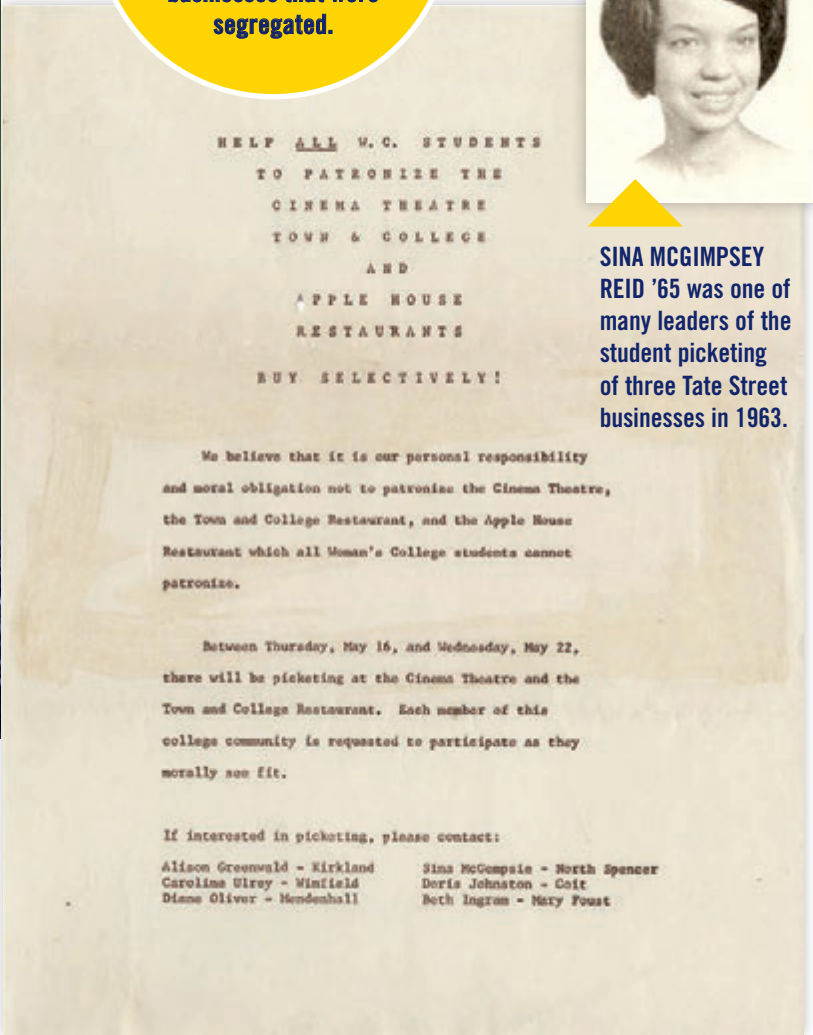 businesses that were
segregated.
HELP ALL W.C. STUDENTS
TO PATRONIZE THE
CINEMA THEATRE
TOWN & COLLEGE
AND
APPLE HOUSE
RESTAURANTS
BUY SELECTIVELY!
We believe that it is our personal responsibility
and moral obligation not to patronize the Cinema Theatre,
the Town and College Restaurant, and the Apple House
Restaurant which all Woman's College students cannot
patronize.
Between Thursday, May 16, and Wednesday, May 22,
there will be picketing at the Cinema Theatre and the
Town and College Restaurant. Each member of this
college community is requested to participate as they
morally see fit.
If interested in picketing, please contact:
Alison Greenwald - Kirkland
Caroline Ulrey - Winfield
Diane Oliver - Mendenhall
Sina McGempsie - North Spencer
Doris Johnston - Coit
Beth Ingram - Mary Foust
SINA MCGIMPSEY
REID ’65 was one of
many leaders of the
student picketing
of three Tate Street
businesses in 1963.